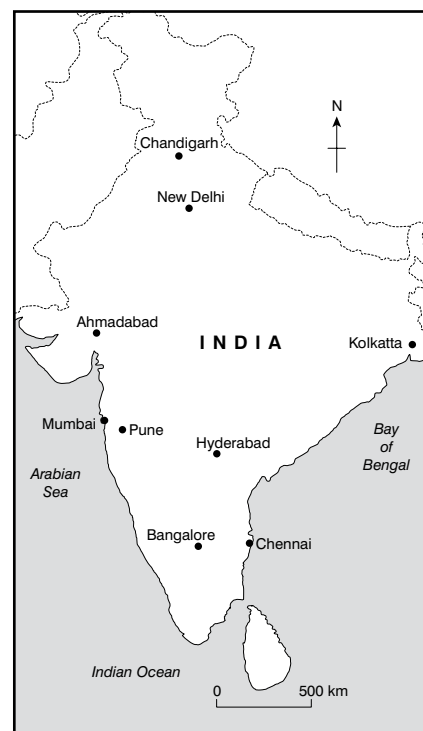 N
Chandigarh
New Delhi
Ahmadabad
INDIA
Kolkatta
Mumbai
Pune
Bay
of
Bengal
Hyderabad
Arabian
Sea
Bangalore
Chennai
Indian Ocean
0 500 km